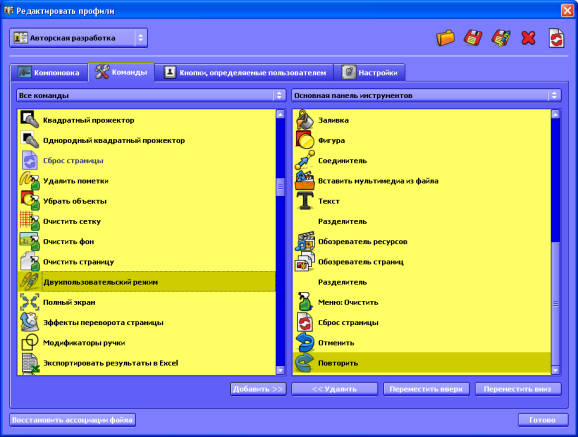 Редактировать профили
Авторская разработка
Компоновка
Команды
Кнопки, определяемые пользователем
Настройки
Все команды
Основная панель инструментов
Квадратный прожектор
Однородный квадратный прожектор
Сброс страницы
Удалить пометки
Убрать объекты
Очистить сетку
Очистить фон
Очистить страницу
Двухпользовательский режим
Полный экран
Эффекты переворота страницы
Модификаторы ручки
Экспортировать результаты в Excel
Заливка
Фигура
Соединитель
Вставить мультимедиа из файла
Текст
Разделитель
Обозреватель ресурсов
Обозреватель страниц
Разделитель
Меню: Очистить
Сброс страницы
Отменить
Повторить
Добавить >>
<< Удалить
Переместить вверх
Переместить вниз
Восстановить ассоциации файла
Готово